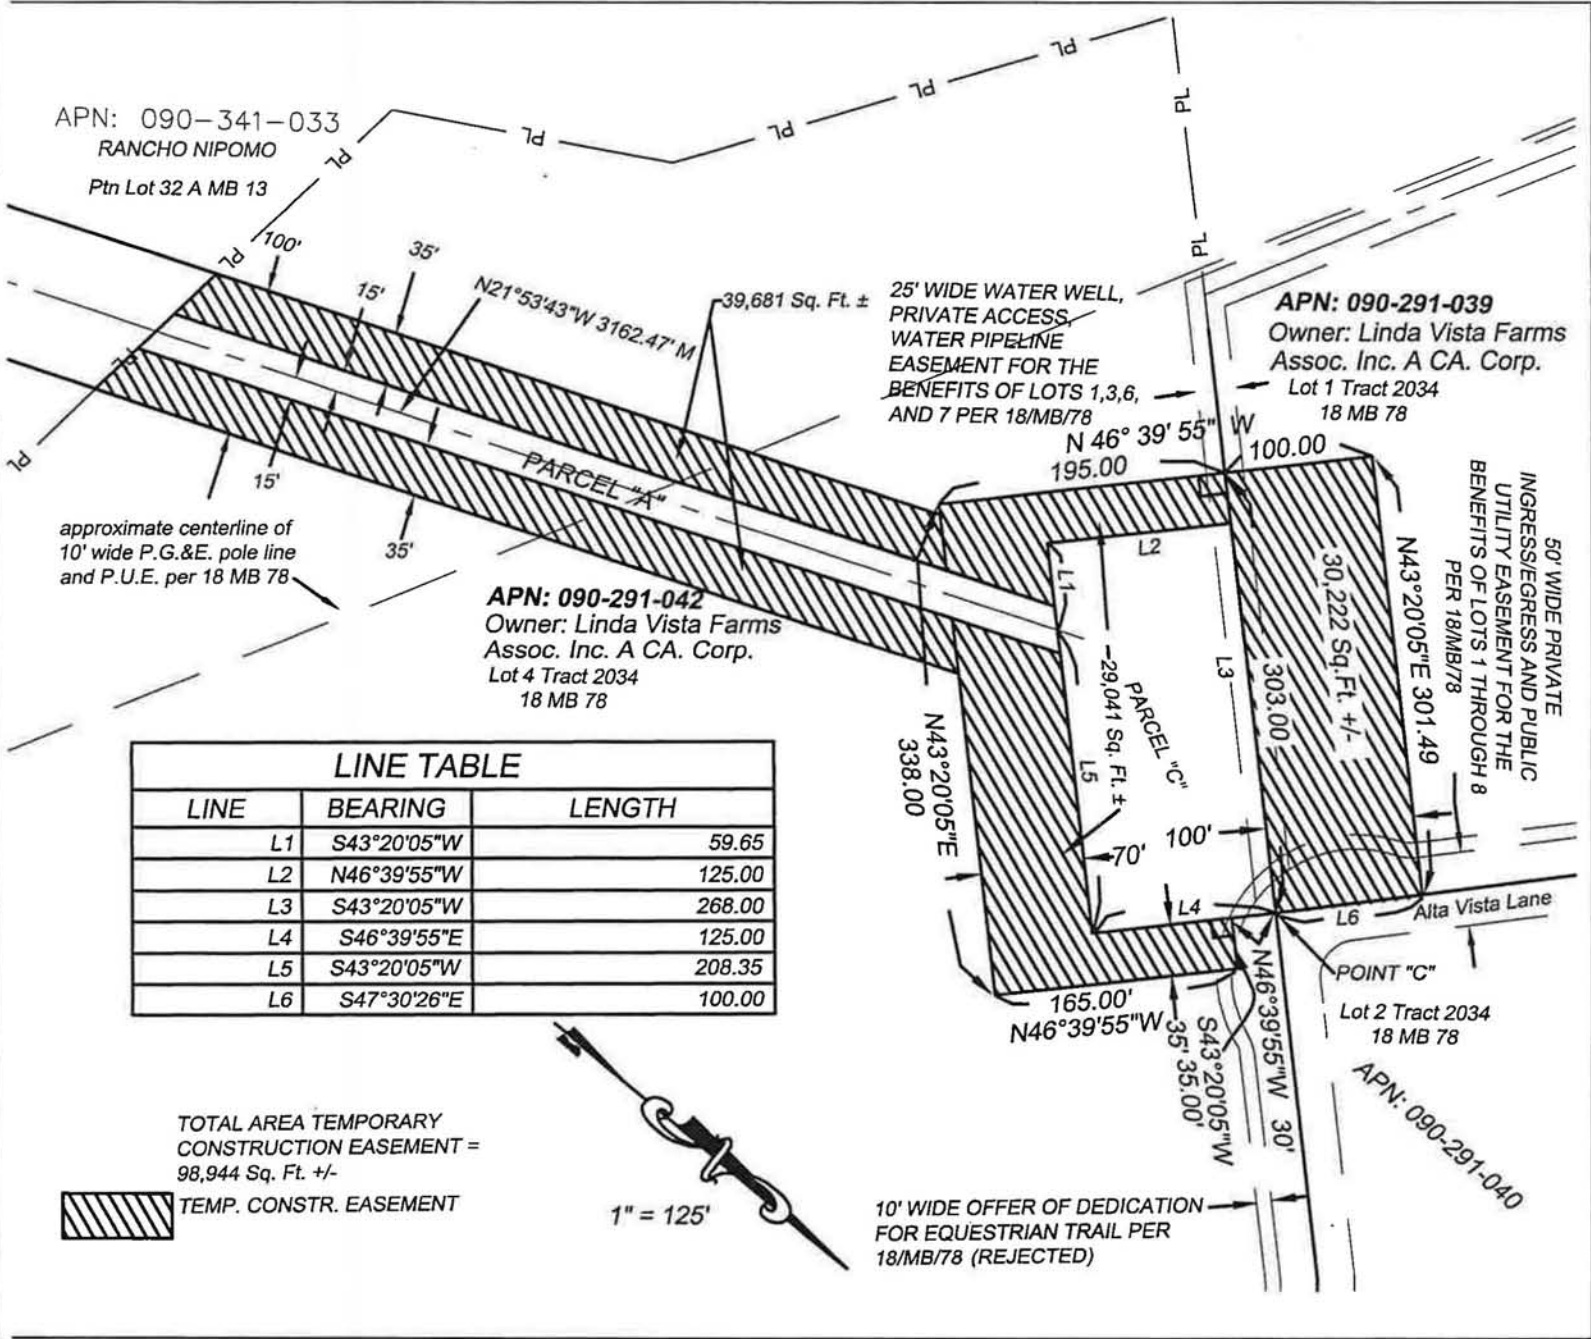 APN: 090-341-033
RANCHO NIPOMO
Ptn Lot 32 A MB 13
PL
PL
PL
PL
PL
PL
PL
PL
PL
PL
PL
100'
35'
15'
N21°53'43"W 3162.47' M
39,681 Sq. Ft. ±
25' WIDE WATER WELL,
PRIVATE ACCESS,
WATER PIPELINE
EASEMENT FOR THE
BENEFITS OF LOTS 1,3,6,
AND 7 PER 18/MB/78
APN: 090-291-039
Owner: Linda Vista Farms
Assoc. Inc. A CA. Corp.
Lot 1 Tract 2034
18 MB 78
N 46° 39' 55" W
195.00
100.00
PARCEL "A"
15'
35'
approximate centerline of
10' wide P.G.&E. pole line
and P.U.E. per 18 MB 78
APN: 090-291-042
Owner: Linda Vista Farms
Assoc. Inc. A CA. Corp.
Lot 4 Tract 2034
18 MB 78
L1
L2
L3
L5
PARCEL "C"
29,041 Sq. Ft. ±
303.00
30,222 Sq.Ft. +/-
N43°20'05"E 301.49
50' WIDE PRIVATE
INGRESS/EGRESS AND PUBLIC
UTILITY EASEMENT FOR THE
BENEFITS OF LOTS 1 THROUGH 8
PER 18/MB/78
N43°20'05"E
338.00
70'
100'
L4
L6
Alta Vista Lane
POINT "C"
Lot 2 Tract 2034
18 MB 78
APN: 090-291-040
165.00'
N46°39'55"W
35'
S43°20'05"W
35.00'
N46°39'55"W 30'
LINE TABLE
LINE BEARING LENGTH
L1 S43°20'05"W 59.65
L2 N46°39'55"W 125.00
L3 S43°20'05"W 268.00
L4 S46°39'55"E 125.00
L5 S43°20'05"W 208.35
L6 S47°30'26"E 100.00
TOTAL AREA TEMPORARY
CONSTRUCTION EASEMENT =
98,944 Sq. Ft. +/-
TEMP. CONSTR. EASEMENT
N
1" = 125'
10' WIDE OFFER OF DEDICATION
FOR EQUESTRIAN TRAIL PER
18/MB/78 (REJECTED)